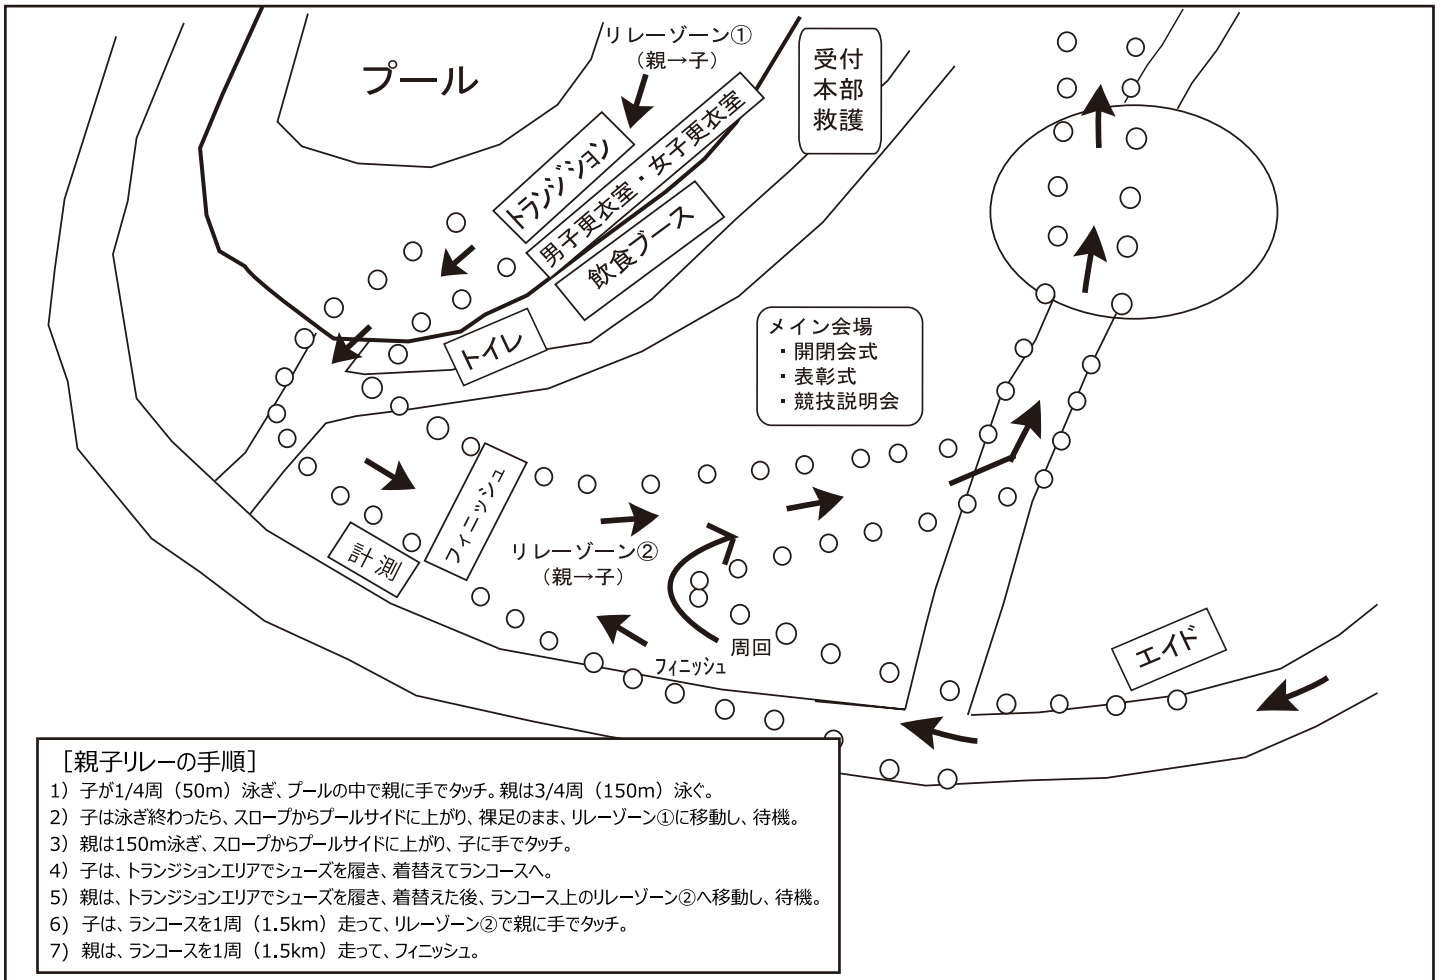 プール
リレーゾーン①
（親→子）
受付
本部
救護
トランジション
男子更衣室・女子更衣室
飲食ブース
トイレ
メイン会場
・開閉会式
・表彰式
・競技説明会
フィニッシュ
計測
リレーゾーン②
（親→子）
周回
フィニッシュ
エイド
［親子リレーの手順］
1）子が1/4周（50m）泳ぎ、プールの中で親に手でタッチ。親は3/4周（150m）泳ぐ。
2）子は泳ぎ終わったら、スロープからプールサイドに上がり、裸足のまま、リレーゾーン①に移動し、待機。
3）親は150m泳ぎ、スロープからプールサイドに上がり、子に手でタッチ。
4）子は、トランジションエリアでシューズを履き、着替えてランコースへ。
5）親は、トランジションエリアでシューズを履き、着替えた後、ランコース上のリレーゾーン②へ移動し、待機。
6）子は、ランコースを1周（1.5km）走って、リレーゾーン②で親に手でタッチ。
7）親は、ランコースを1周（1.5km）走って、フィニッシュ。